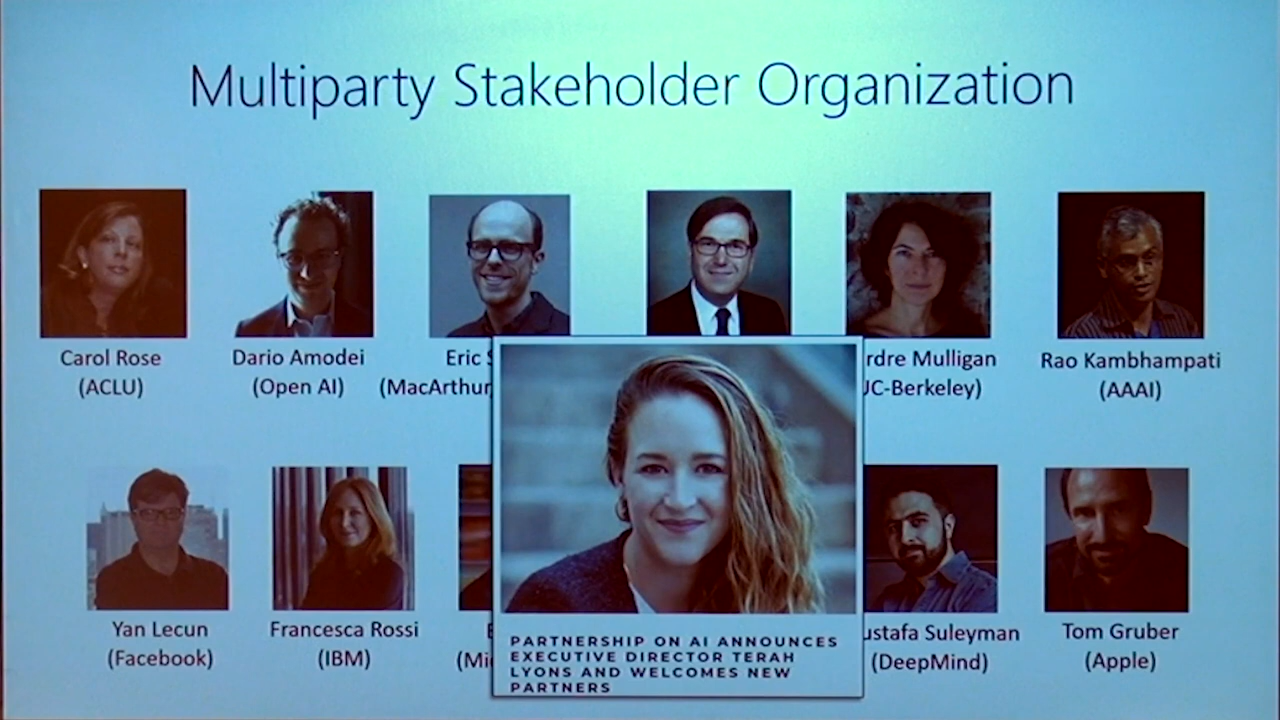 Multiparty Stakeholder Organization
Carol Rose
(ACLU)
Dario Amodei
(Open AI)
Eric
(MacArthur
rdre Mulligan
UC-Berkeley)
Rao Kambhampati
(AAAI)
Yan Lecun
(Facebook)
Francesca Rossi
(IBM)
ustafa Suleyman
(DeepMind)
Tom Gruber
(Apple)
PARTNERSHIP ON AI ANNOUNCES
EXECUTIVE DIRECTOR TERAH
LYONS AND WELCOMES NEW
PARTNERS